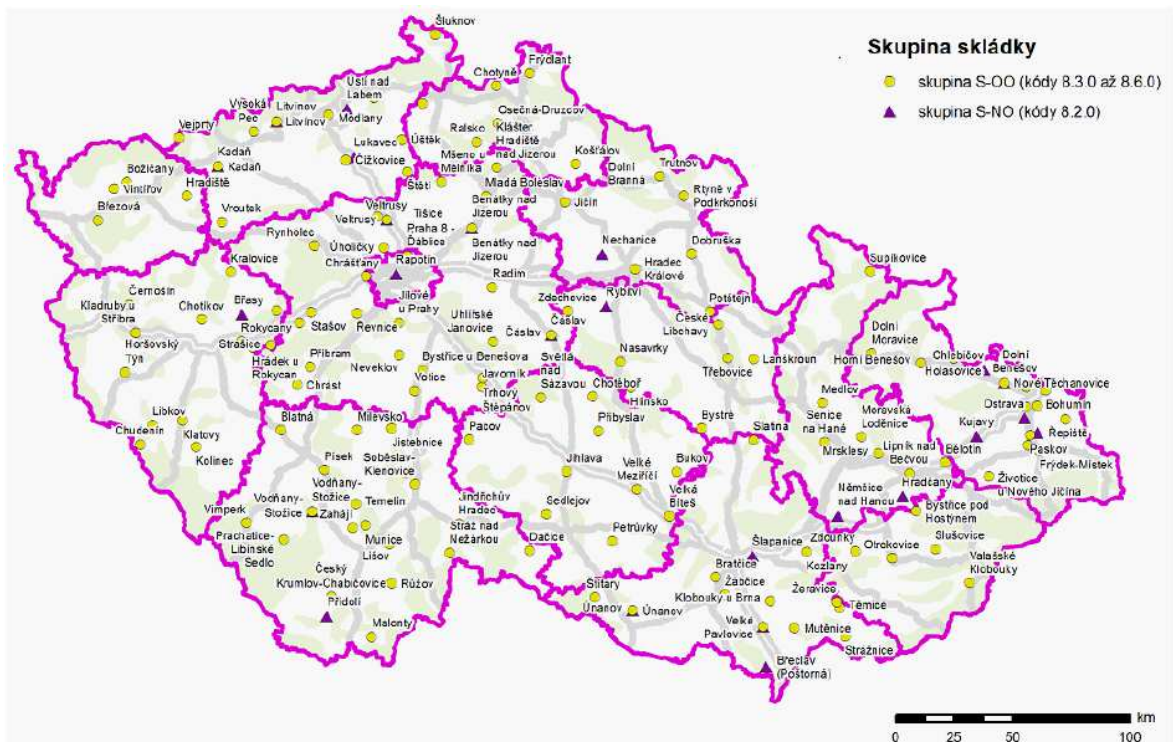 Šluknov
Skupina skládky
skupina S-OO (kódy 8.3.0 až 8.6.0)
skupina S-NO (kódy 8.2.0)
Frýdlant
Chotyně
Ústí nad
Labem
Vysoká
Pec
Litvínov
Litvínov
Modlany
Osečná-Druzcov
Vejprty
Lukavec
Úštěk
Ralsko
Klášter
Hradiště
nad Jizerou
Kadaň
Kadaň
Čížkovice
Mšeno u
Mělníka
Košťálov
Dolní
Branná
Trutnov
Božičany
Vintířov
Hradiště
Štětí
Mladá Boleslav
Rtyně v
Podkrkonoší
Březová
Vroutek
Veltrusy
Veltrusy
Tišice
Praha 8 -
Ďáblice
Benátky nad
Jizerou
Benátky nad
Jizerou
Jičín
Rynholec
Úholičky
Nechanice
Dobruška
Kralovice
Chrášťany
Rapotín
Radim
Hradec
Králové
Supíkovice
Černošín
Kladruby u
Stříbra
Chotíkov
Břasy
Jílové
u Prahy
Zdechovice
Rybitví
Potštejn
Rokycany
Stašov
Řevnice
Uhlířské
Janovice
Čáslav
Čáslav
České
Libchavy
Dolní
Moravice
Horšovský
Týn
Strašice
Hrádek u
Rokycan
Příbram
Neveklov
Bystřice u Benešova
Světlá
nad
Sázavou
Nasavrky
Třebovice
Lanškroun
Horní Benešov
Chlebičov
Holasovice
Dolní
Benešov
Chrást
Votice
Javorník
Trhový
Štěpánov
Chotěboř
Hlinsko
Medlov
Nové Těchanovice
Libkov
Blatná
Milevsko
Přibyslav
Bystré
Senice
na Hané
Moravská
Loděnice
Ostrava
Bohumín
Chudenín
Klatovy
Jistebnice
Pacov
Slatina
Kujavy
Řepiště
Kolinec
Písek
Soběslav-
Klenovice
Jihlava
Velké
Meziříčí
Bukov
Mrsklesy
Lipník nad
Bečvou
Bělotín
Paskov
Frýdek-Místek
Vodňany-
Stožice
Vodňany-
Stožice
Temelín
Velká
Bíteš
Němčice
nad Hanou
Hradčany
Životice
u Nového Jičína
Vimperk
Zahájí
Jindřichův
Hradec
Sedlejov
Bystřice pod
Hostýnem
Prachatice-
Libínské
Sedlo
Munice
Lišov
Stráž nad
Nežárkou
Dačice
Petrůvky
Šlapanice
Zdounky
Otrokovice
Slušovice
Český
Krumlov-Chabičovice
Růžov
Bratčice
Kozlany
Valašské
Klobouky
Přídolí
Štítary
Žabčice
Klobouky u Brna
Žeravice
Únanov
Únanov
Těmice
Malonty
Velké
Pavlovice
Mutěnice
Strážnice
Břeclav
(Poštorná)
km
0 25 50 100